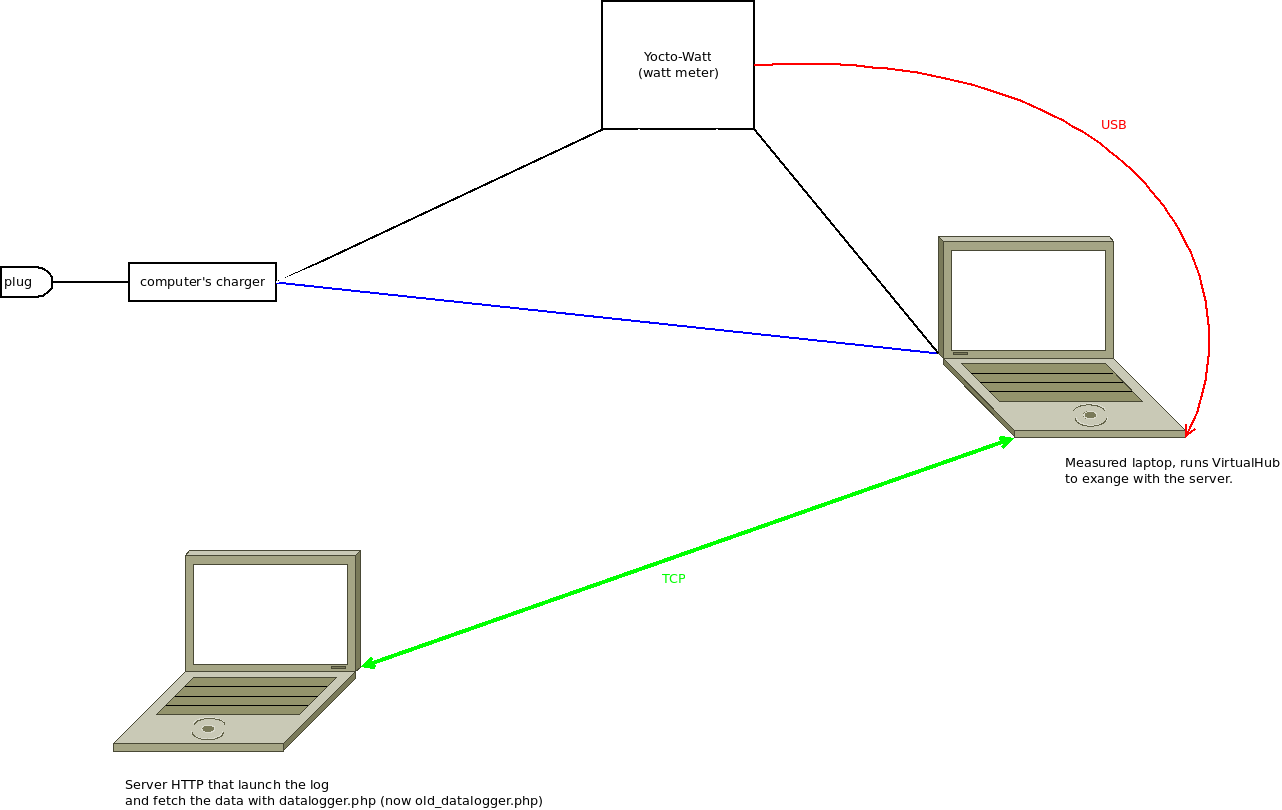 Yocto-Watt
(watt meter)
USB
plug
computer's charger
Measured laptop, runs VirtualHub
to exange with the server.
TCP
Server HTTP that launch the log
and fetch the data with datalogger.php (now old_datalogger.php)